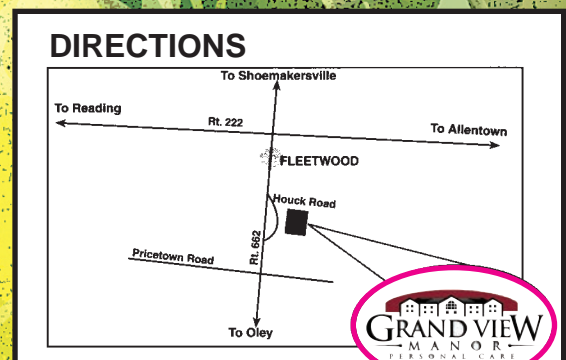 DIRECTIONS
To Shoemakersville
To Reading
Rt. 222
To Allentown
FLEETWOOD
Houck Road
Rt. 662
Pricetown Road
To Oley
GRAND VIEW
MANOR
PERSONAL CARE